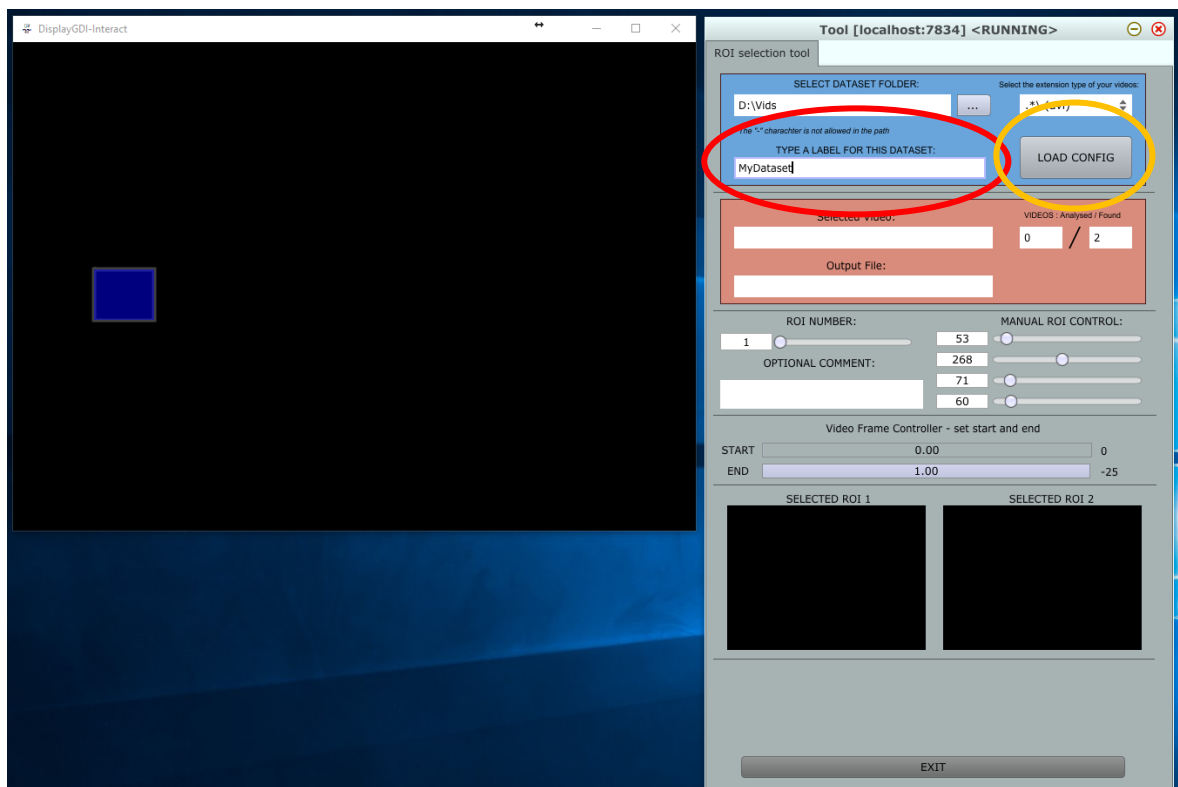 DisplayGDI-Interact
Tool [localhost:7834] <RUNNING>
ROI selection tool
SELECT DATASET FOLDER:
Select the extension type of your videos:
D:\Vids
...
.*\.(avi)
The "-" charachter is not allowed in the path
TYPE A LABEL FOR THIS DATASET:
LOAD CONFIG
MyDataset
Selected Video:
VIDEOS : Analysed / Found
0 / 2
Output File:
ROI NUMBER:
MANUAL ROI CONTROL:
1
53
OPTIONAL COMMENT:
268
71
60
Video Frame Controller - set start and end
START 0.00 0
END 1.00 -25
SELECTED ROI 1
SELECTED ROI 2
EXIT